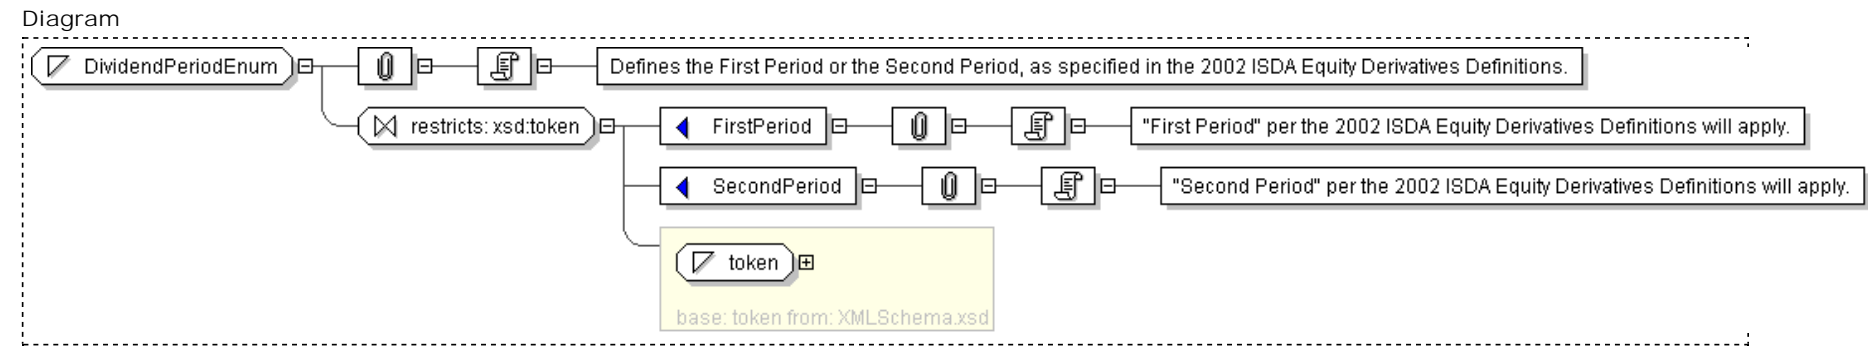 Diagram
DividendPeriodEnum Defines the First Period or the Second Period, as specified in the 2002 ISDA Equity Derivatives Definitions.
restricts: xsd:token FirstPeriod "First Period" per the 2002 ISDA Equity Derivatives Definitions will apply.
SecondPeriod "Second Period" per the 2002 ISDA Equity Derivatives Definitions will apply.
token
base: token from: XMLSchema.xsd